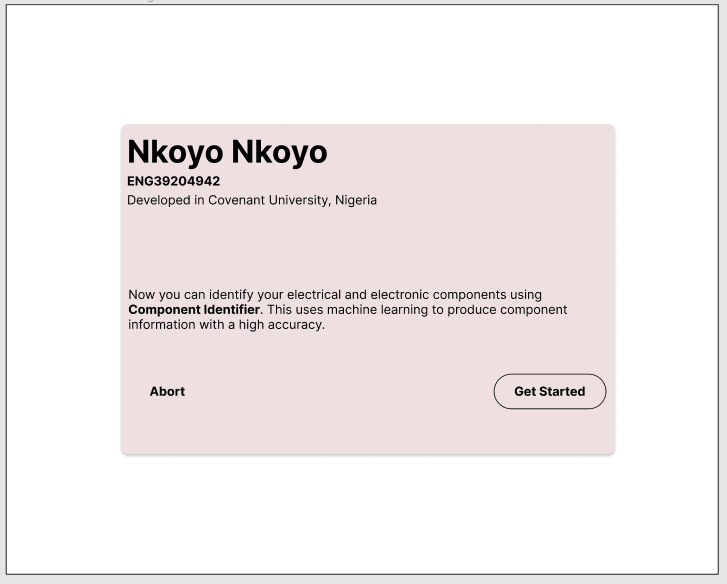 Nkoyo Nkoyo
ENG39204942
Developed in Covenant University, Nigeria
Now you can identify your electrical and electronic components using
Component Identifier. This uses machine learning to produce component
information with a high accuracy.
Abort
Get Started